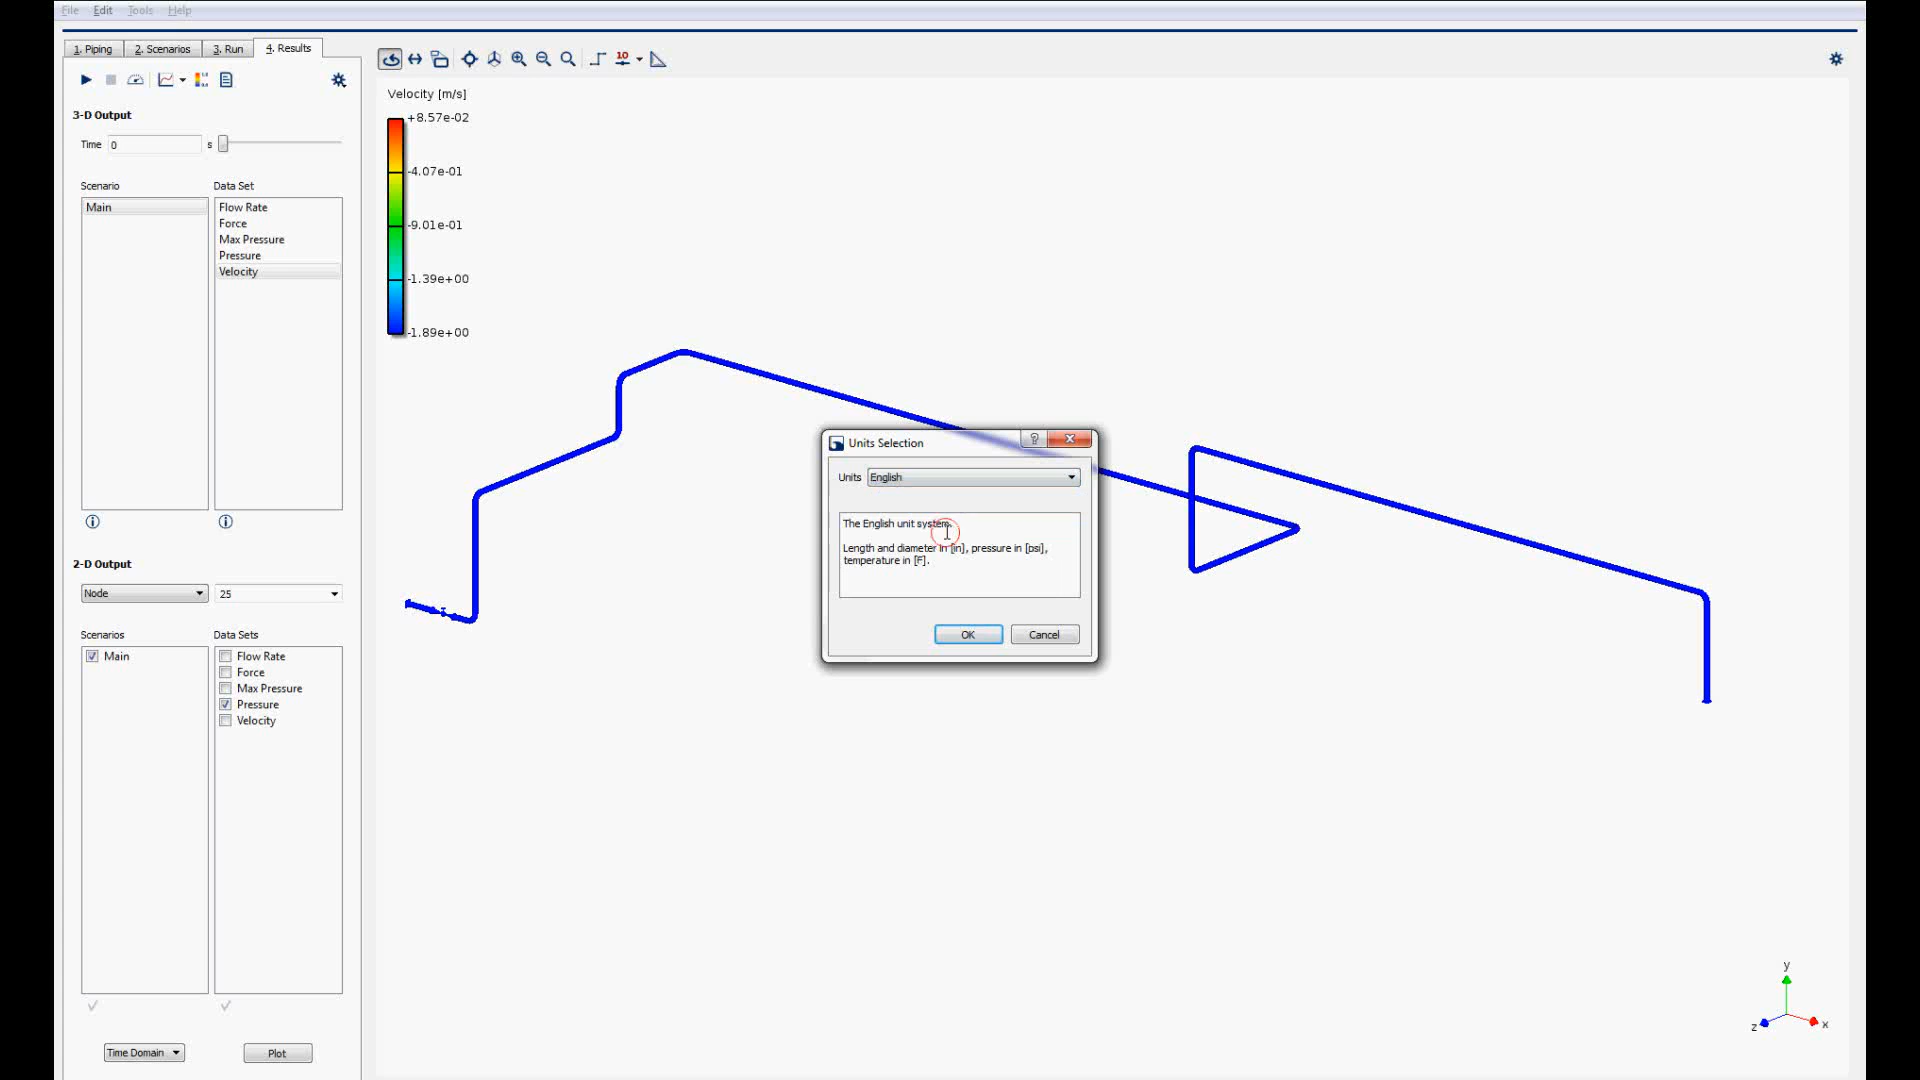 File Edit Tools Help
1. Piping 2. Scenarios 3. Run 4. Results
10
3-D Output
Time 0 s
Scenario Data Set
Main
Flow Rate
Force
Max Pressure
Pressure
Velocity
2-D Output
Node 25
Scenarios Data Sets
Main
Flow Rate
Force
Max Pressure
Pressure
Velocity
Time Domain Plot
Velocity [m/s]
+8.57e-02
-4.07e-01
-9.01e-01
-1.39e+00
-1.89e+00
Units Selection
Units English
The English unit system.
Length and diameter in [in], pressure in [psi],
temperature in [F].
OK Cancel
y
z x